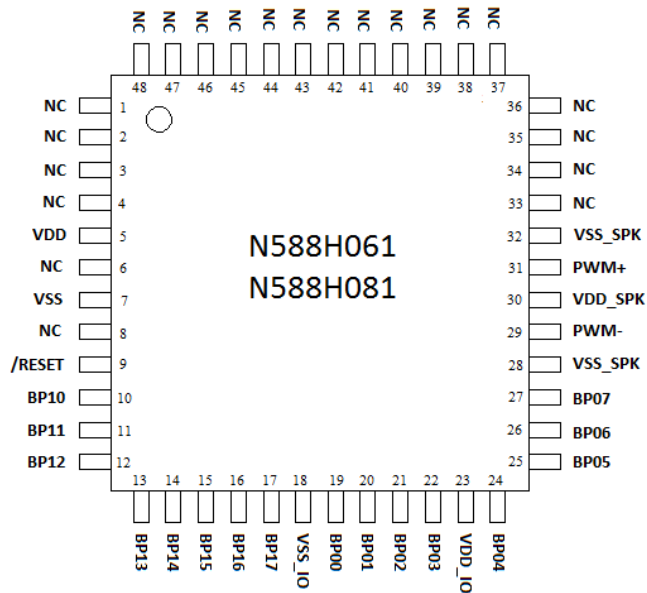 NC NC NC NC NC NC NC NC NC NC NC NC
48 47 46 45 44 43 42 41 40 39 38 37
NC 1 36 NC
NC 2 35 NC
NC 3 34 NC
NC 4 33 NC
VDD 5 32 VSS_SPK
NC 6 31 PWM+
VSS 7 30 VDD_SPK
NC 8 29 PWM-
/RESET 9 28 VSS_SPK
BP10 10 27 BP07
BP11 11 26 BP06
BP12 12 25 BP05
N588H061
N588H081
13 14 15 16 17 18 19 20 21 22 23 24
BP13 BP14 BP15 BP16 BP17 VSS_IO BP00 BP01 BP02 BP03 VDD_IO BP04